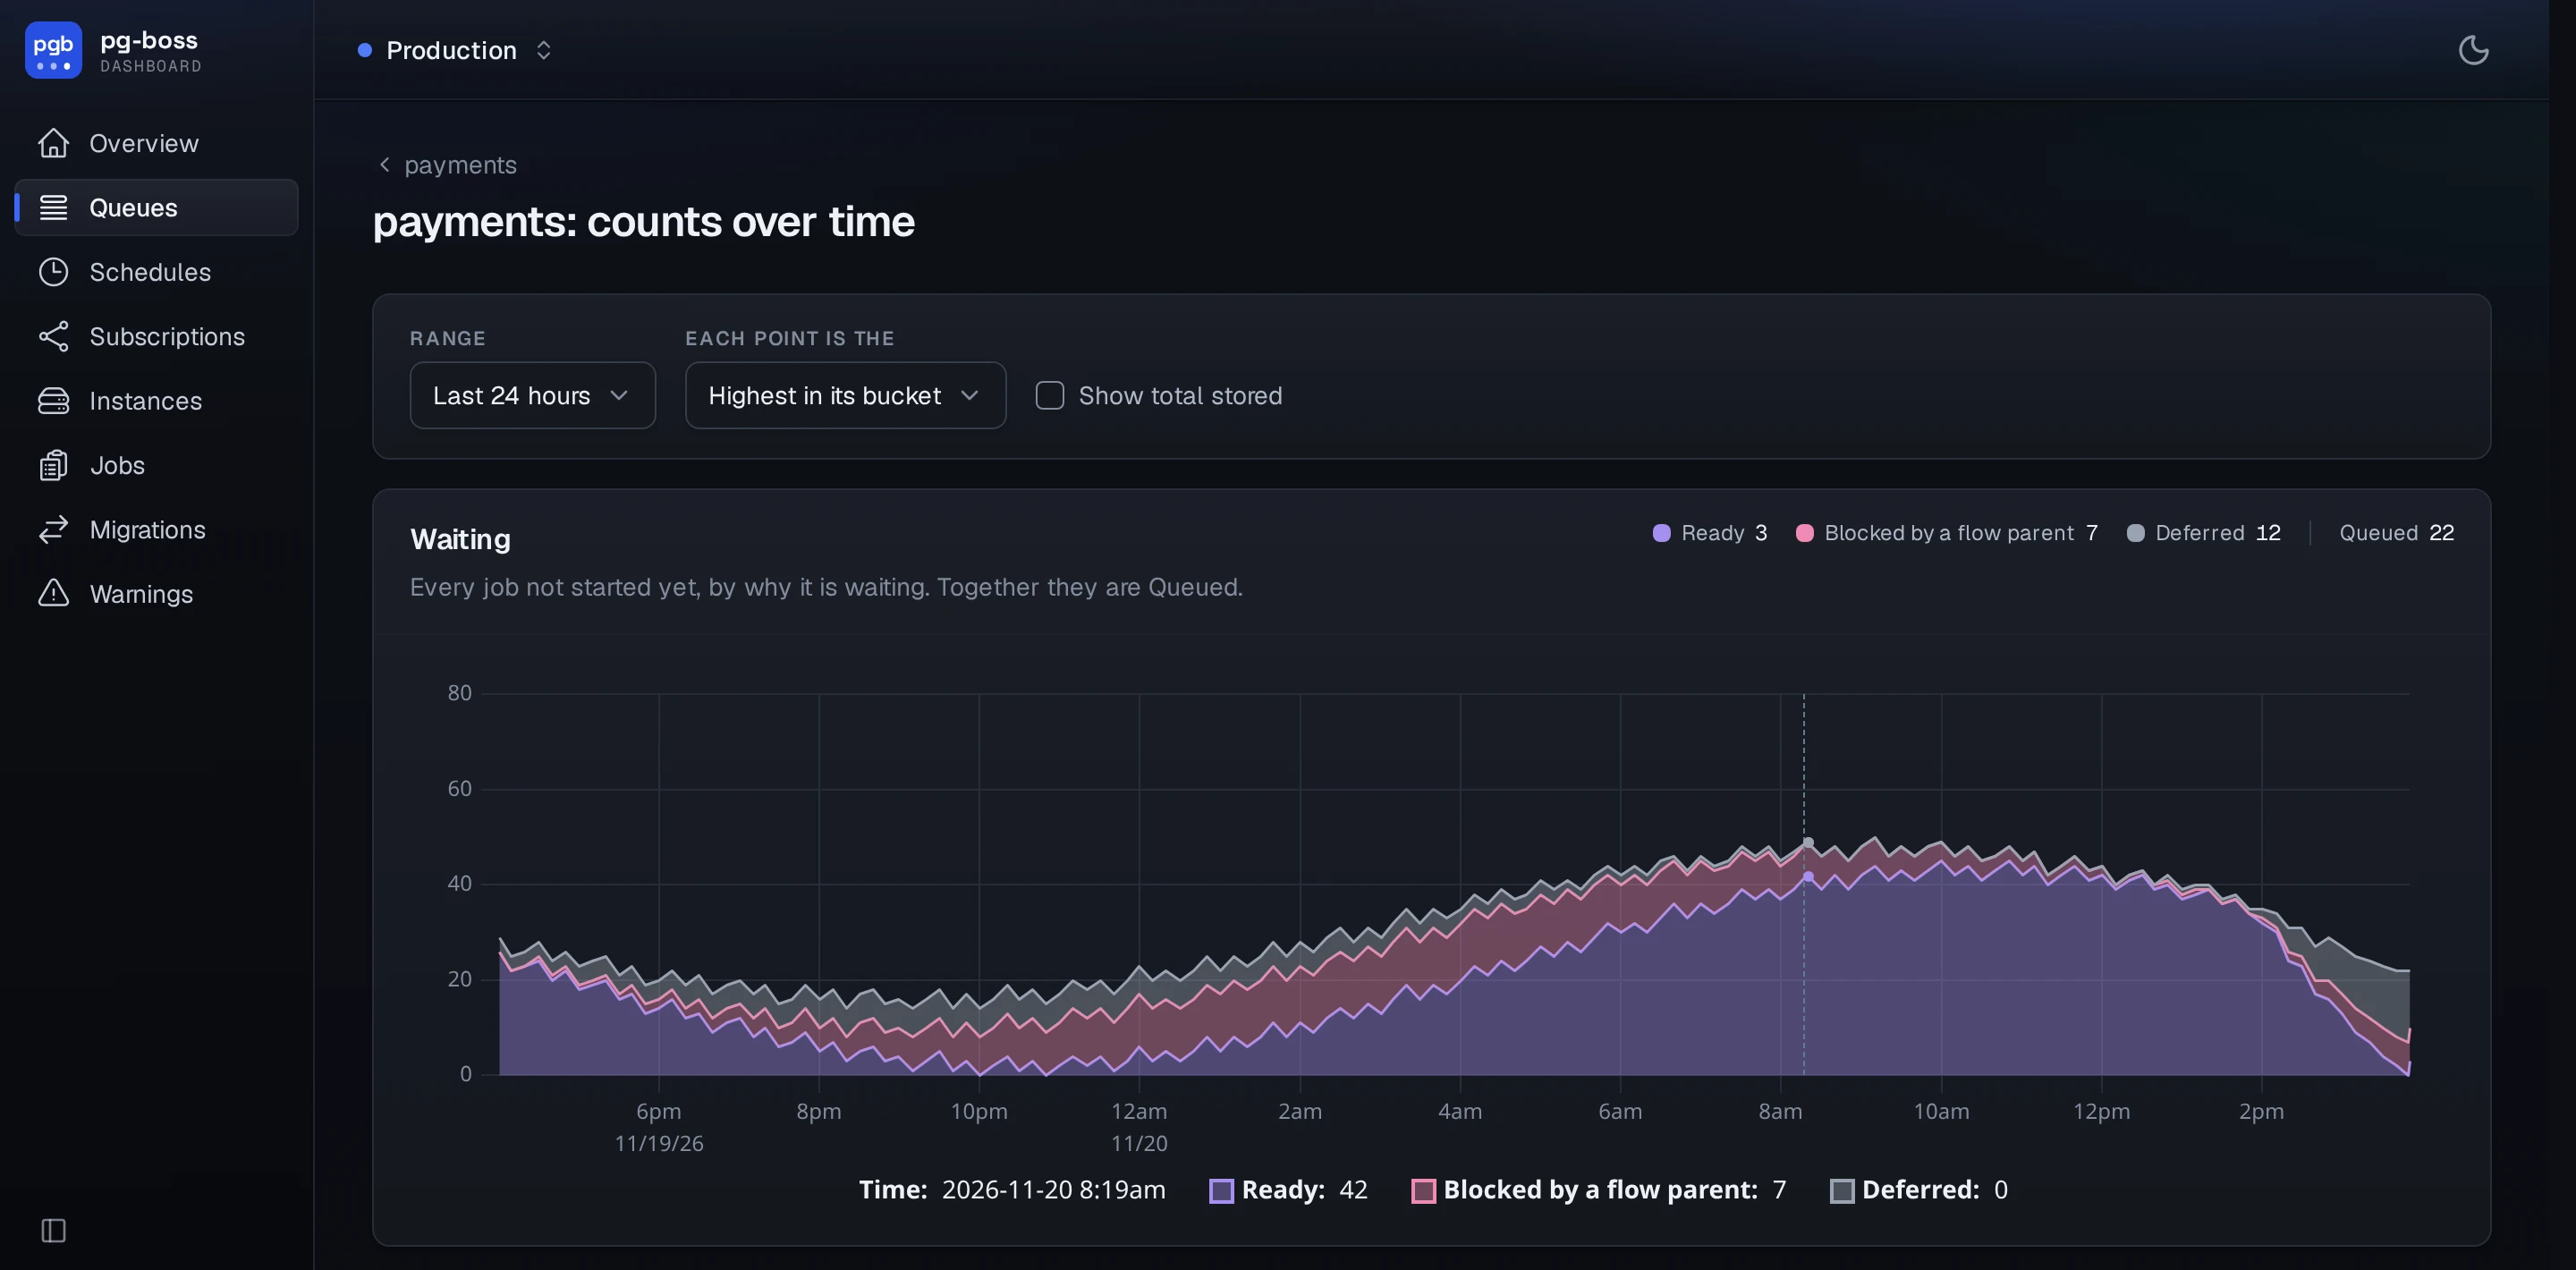 pgb
pg-boss
DASHBOARD
Overview
Queues
Schedules
Subscriptions
Instances
Jobs
Migrations
Warnings
Production
payments
payments: counts over time
RANGE
Last 24 hours
EACH POINT IS THE
Highest in its bucket
Show total stored
Waiting
Every job not started yet, by why it is waiting. Together they are Queued.
Ready 3
Blocked by a flow parent 7
Deferred 12
Queued 22
80
60
40
20
0
6pm 8pm 10pm 12am 2am 4am 6am 8am 10am 12pm 2pm
11/19/26 11/20
Time: 2026-11-20 8:19am Ready: 42 Blocked by a flow parent: 7 Deferred: 0